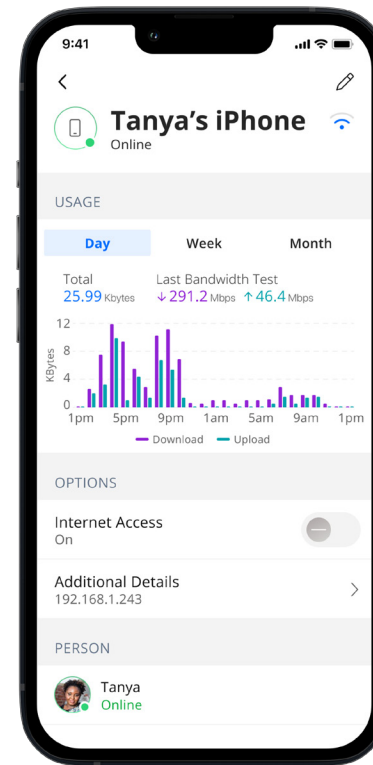 9:41
Tanya's iPhone
Online
USAGE
Day Week Month
Total Last Bandwidth Test
25.99 Kbytes ↓291.2 Mbps ↑46.4 Mbps
12
8
4
0
KBytes
1pm 5pm 9pm 1am 5am 9am 1pm
Download Upload
OPTIONS
Internet Access
On
Additional Details
192.168.1.243
PERSON
Tanya
Online